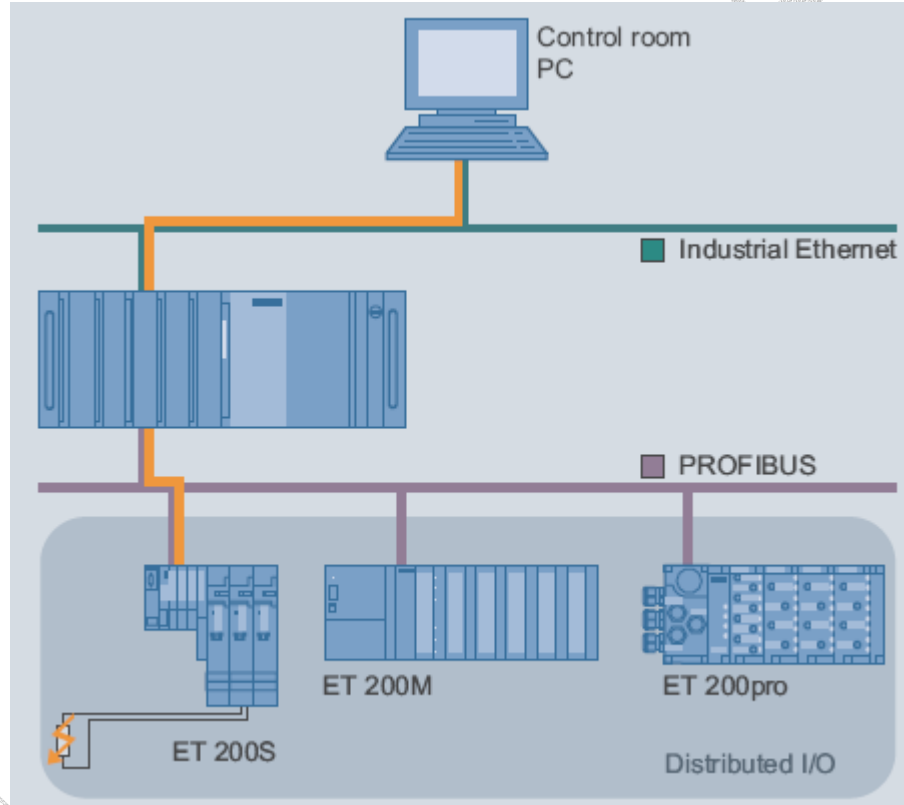 Control room
PC
Industrial Ethernet
PROFIBUS
ET 200M
ET 200pro
ET 200S
Distributed I/O